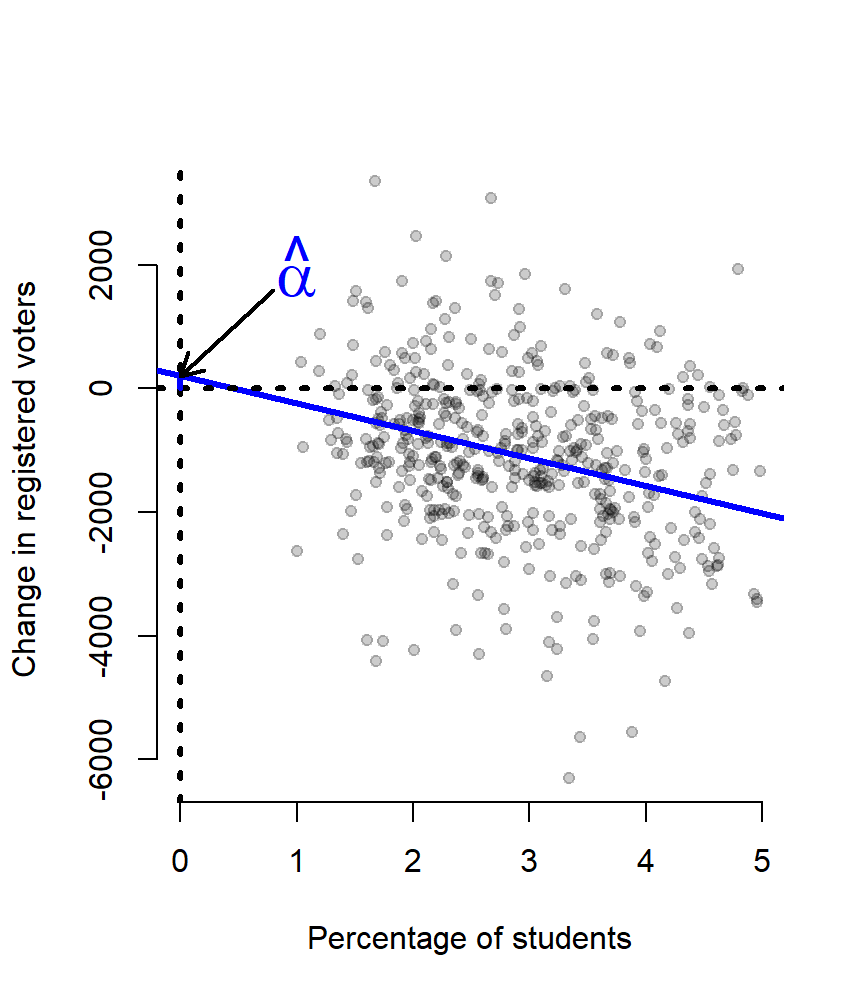 α̂
Change in registered voters
2000
0
-2000
-4000
-6000
0 1 2 3 4 5
Percentage of students